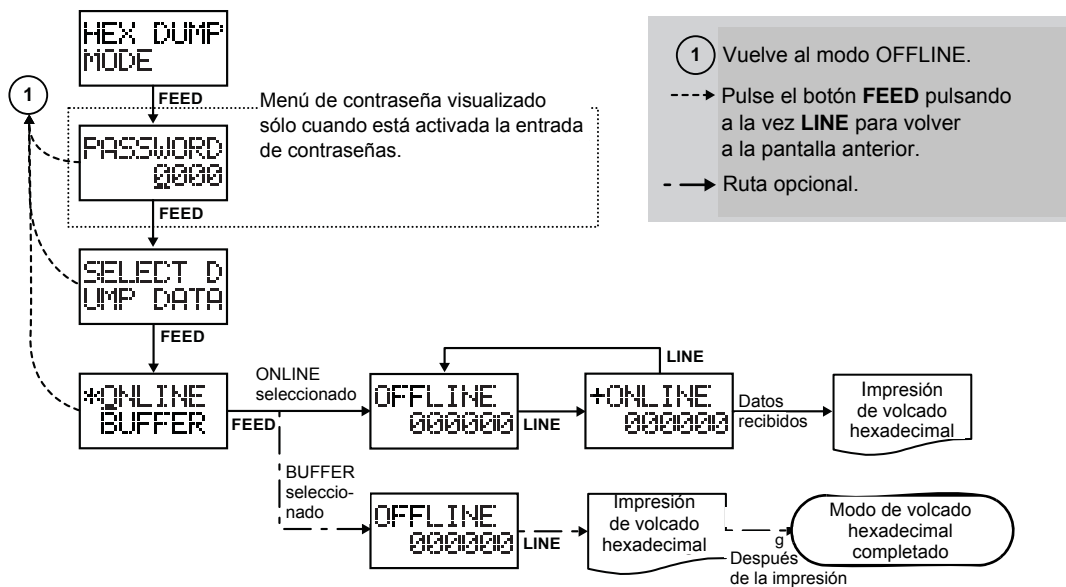 HEX DUMP
MODE
FEED
1
Menú de contraseña visualizado
sólo cuando está activada la entrada
de contraseñas.
PASSWORD
0000
FEED
SELECT D
UMP DATA
FEED
*ONLINE
BUFFER
FEED
ONLINE
seleccionado
OFFLINE
000000
LINE
LINE
+ONLINE
000000
Datos
recibidos
Impresión
de volcado
hexadecimal
BUFFER
seleccio-
nado
OFFLINE
000000
LINE
Impresión
de volcado
hexadecimal
g
Después
de la impresión
Modo de volcado
hexadecimal
completado
1 Vuelve al modo OFFLINE.
Pulse el botón FEED pulsando
a la vez LINE para volver
a la pantalla anterior.
Ruta opcional.